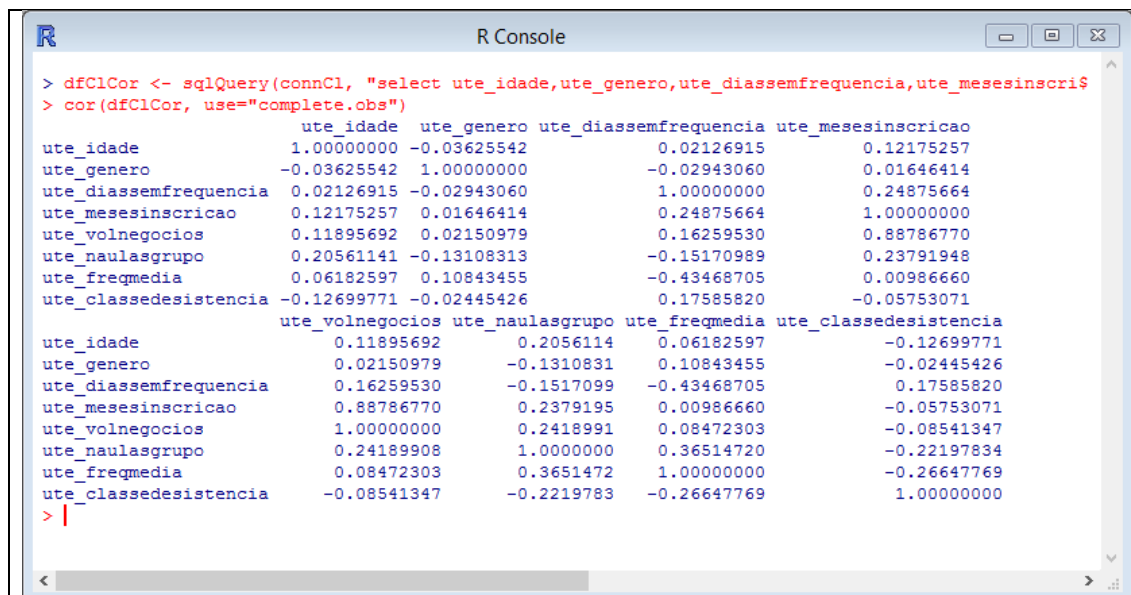 R Console
> dfClCor <- sqlQuery(connCl, "select ute_idade,ute_genero,ute_diassemfrequencia,ute_mesesinscri$
> cor(dfClCor, use="complete.obs")
ute_idade ute_genero ute_diassemfrequencia ute_mesesinscricao
ute_idade 1.00000000 -0.03625542 0.02126915 0.12175257
ute_genero -0.03625542 1.00000000 -0.02943060 0.01646414
ute_diassemfrequencia 0.02126915 -0.02943060 1.00000000 0.24875664
ute_mesesinscricao 0.12175257 0.01646414 0.24875664 1.00000000
ute_volnegocios 0.11895692 0.02150979 0.16259530 0.88786770
ute_naulasgrupo 0.20561141 -0.13108313 -0.15170989 0.23791948
ute_freqmedia 0.06182597 0.10843455 -0.43468705 0.00986660
ute_classedesistencia -0.12699771 -0.02445426 0.17585820 -0.05753071
ute_volnegocios ute_naulasgrupo ute_freqmedia ute_classedesistencia
ute_idade 0.11895692 0.2056114 0.06182597 -0.12699771
ute_genero 0.02150979 -0.1310831 0.10843455 -0.02445426
ute_diassemfrequencia 0.16259530 -0.1517099 -0.43468705 0.17585820
ute_mesesinscricao 0.88786770 0.2379195 0.00986660 -0.05753071
ute_volnegocios 1.00000000 0.2418991 0.08472303 -0.08541347
ute_naulasgrupo 0.24189908 1.0000000 0.36514720 -0.22197834
ute_freqmedia 0.08472303 0.3651472 1.00000000 -0.26647769
ute_classedesistencia -0.08541347 -0.2219783 -0.26647769 1.00000000
>